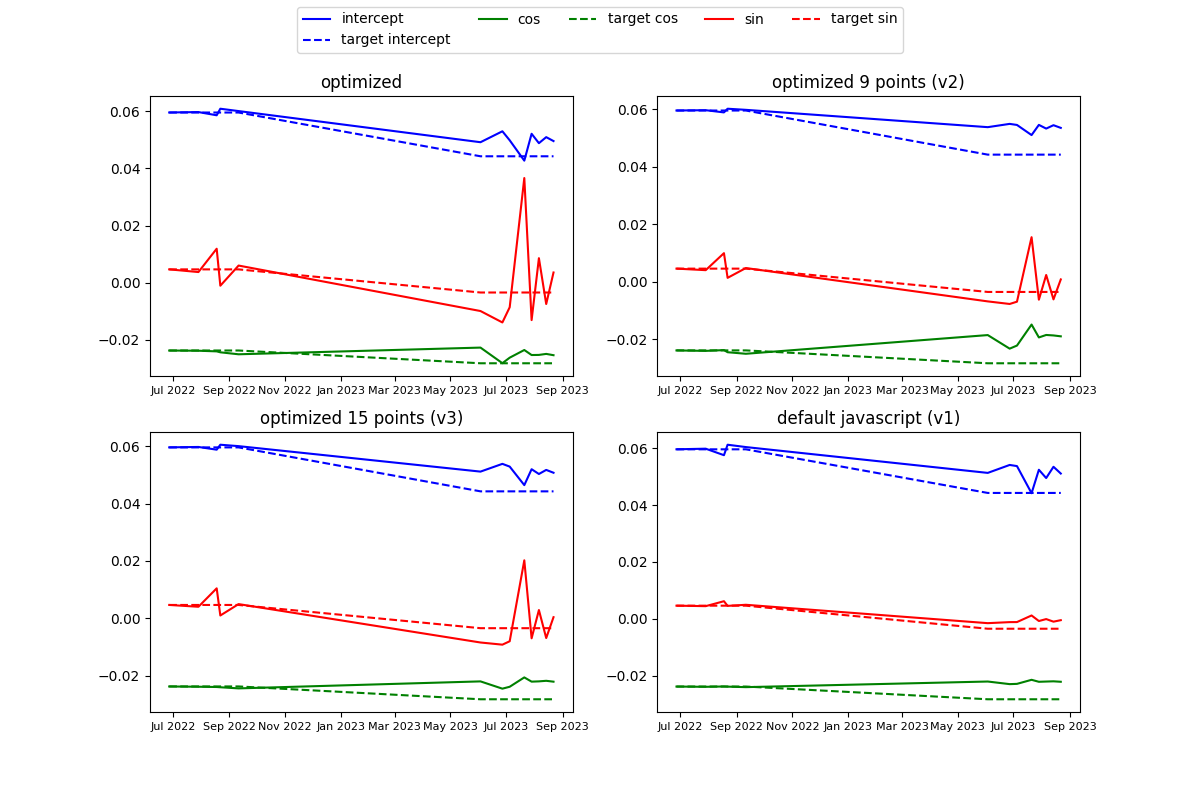 intercept cos target cos sin target sin
target intercept
optimized
0.06
0.04
0.02
0.00
−0.02
Jul 2022 Sep 2022 Nov 2022 Jan 2023 Mar 2023 May 2023 Jul 2023 Sep 2023
optimized 9 points (v2)
0.06
0.04
0.02
0.00
−0.02
Jul 2022 Sep 2022 Nov 2022 Jan 2023 Mar 2023 May 2023 Jul 2023 Sep 2023
optimized 15 points (v3)
0.06
0.04
0.02
0.00
−0.02
Jul 2022 Sep 2022 Nov 2022 Jan 2023 Mar 2023 May 2023 Jul 2023 Sep 2023
default javascript (v1)
0.06
0.04
0.02
0.00
−0.02
Jul 2022 Sep 2022 Nov 2022 Jan 2023 Mar 2023 May 2023 Jul 2023 Sep 2023